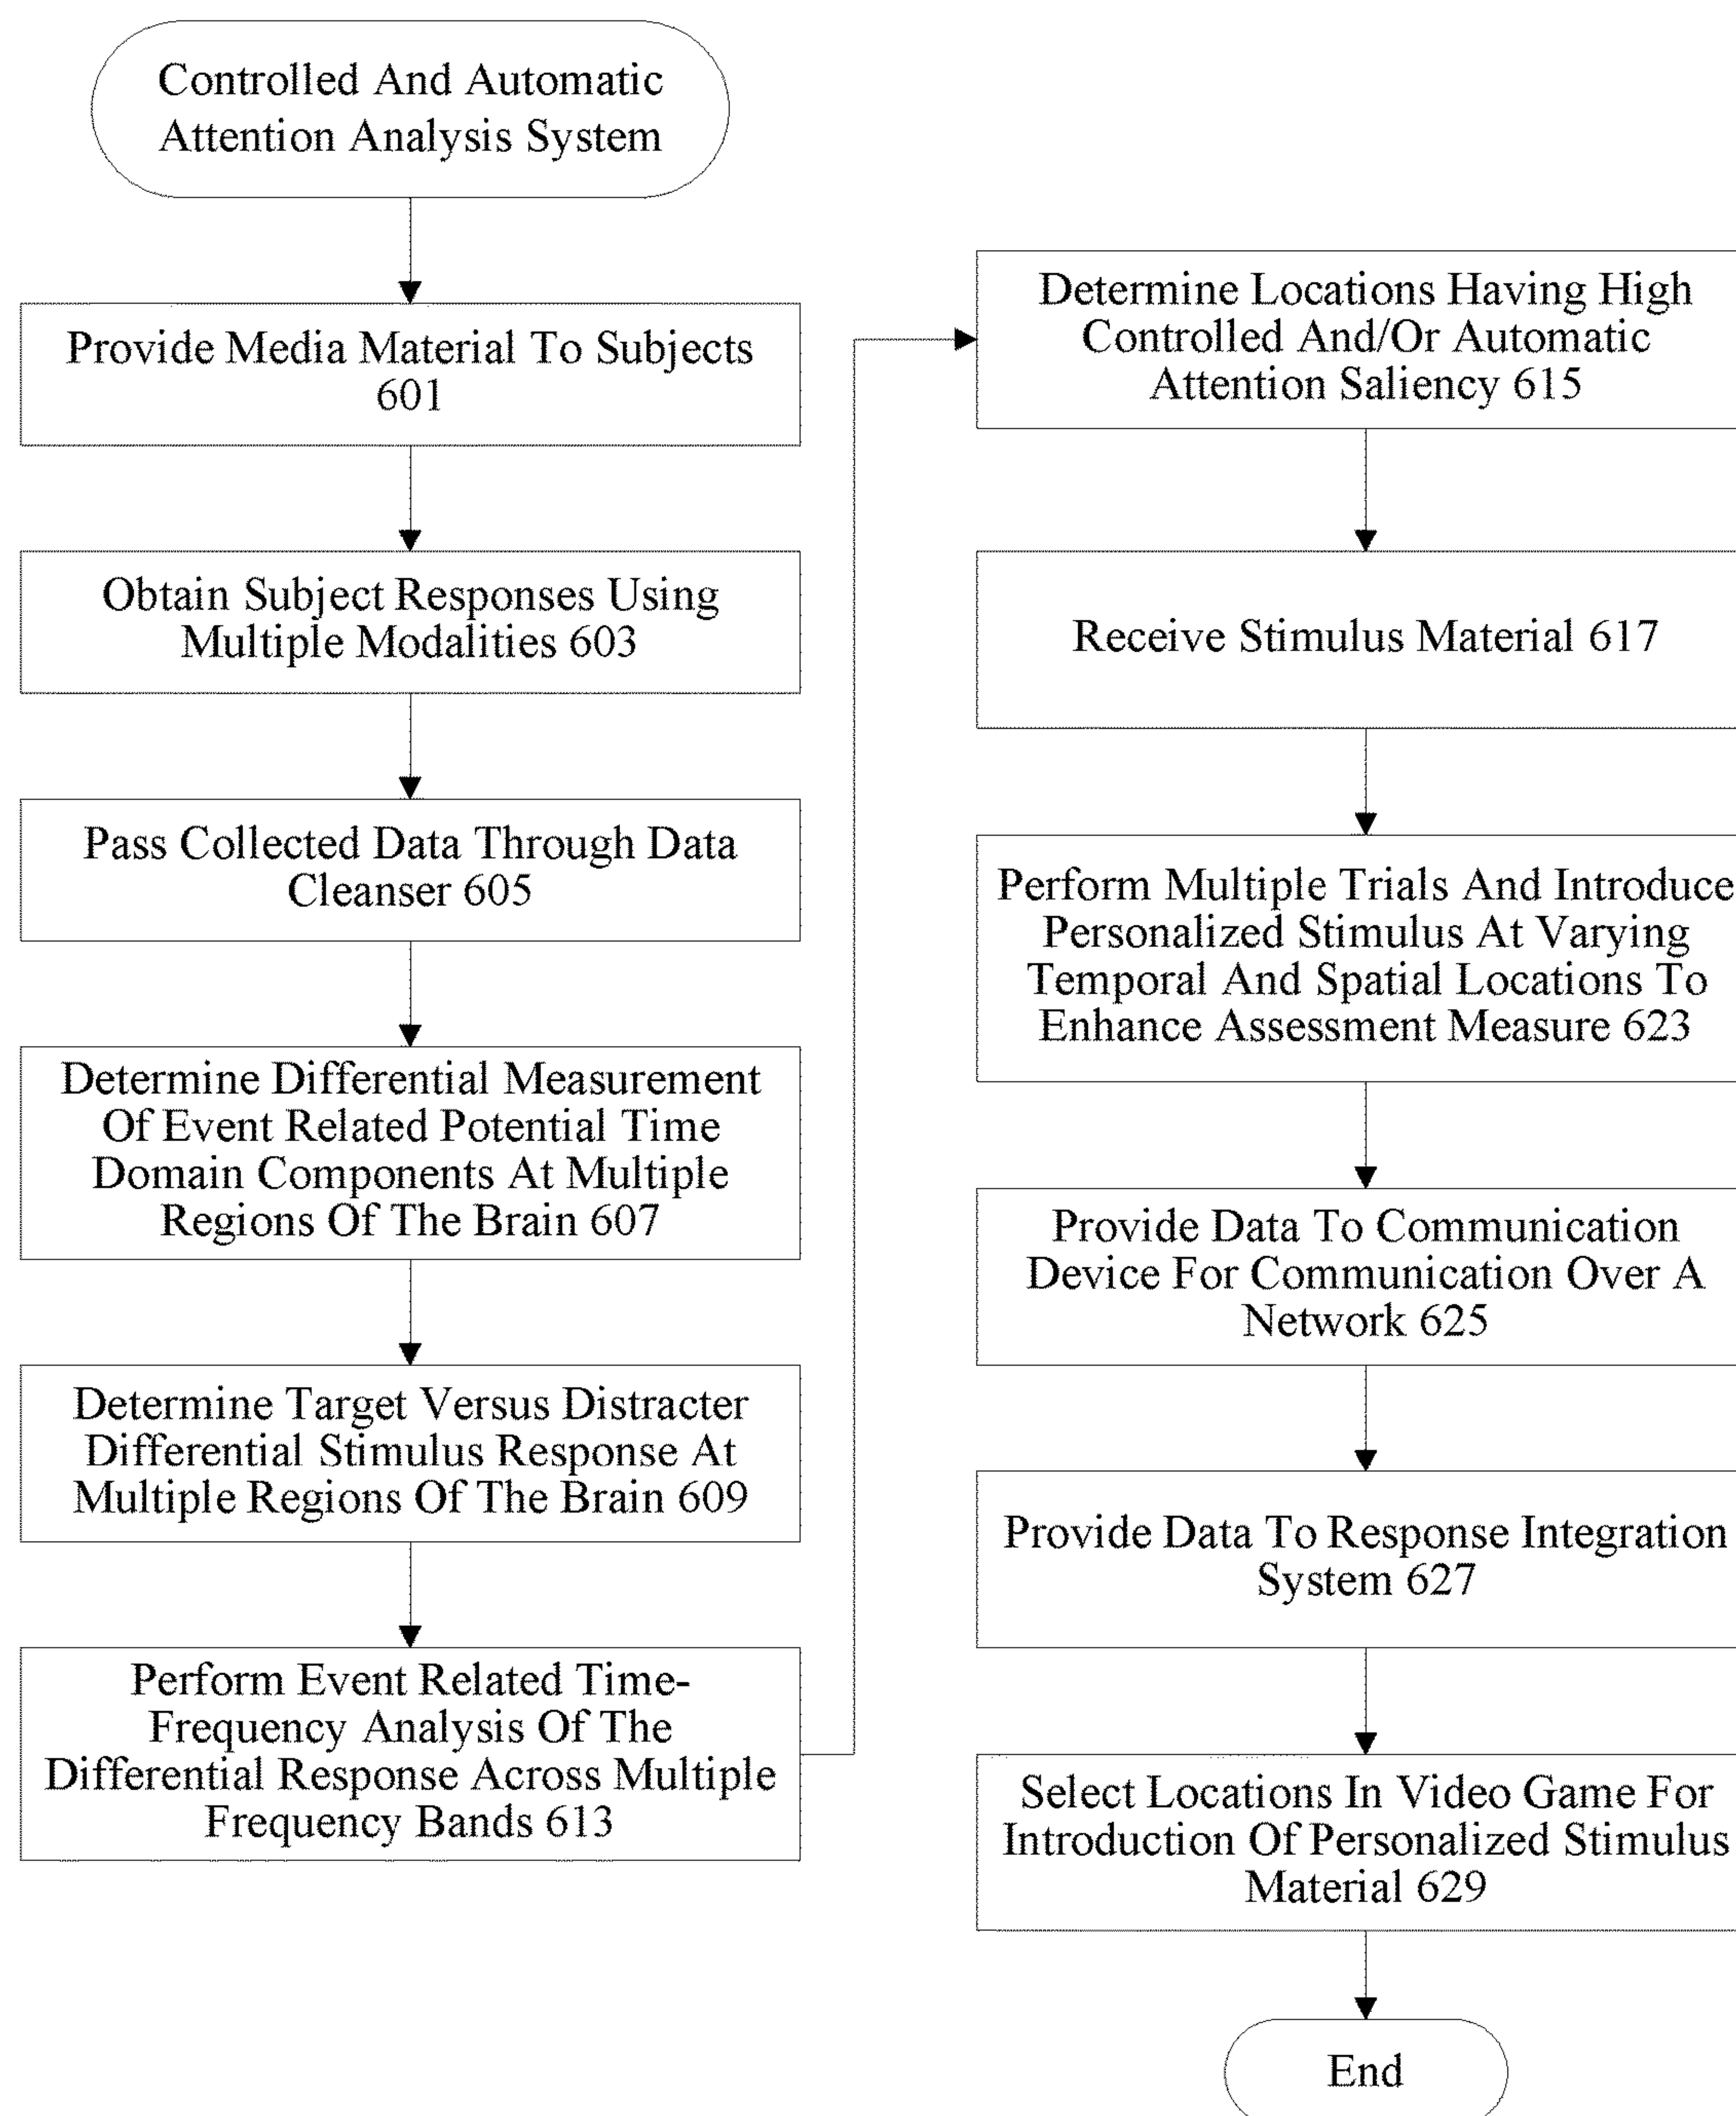 Controlled And Automatic
Attention Analysis System
Provide Media Material To Subjects
601
Obtain Subject Responses Using
Multiple Modalities 603
Pass Collected Data Through Data
Cleanser 605
Determine Differential Measurement
Of Event Related Potential Time
Domain Components At Multiple
Regions Of The Brain 607
Determine Target Versus Distracter
Differential Stimulus Response At
Multiple Regions Of The Brain 609
Perform Event Related Time-
Frequency Analysis Of The
Differential Response Across Multiple
Frequency Bands 613
Determine Locations Having High
Controlled And/Or Automatic
Attention Saliency 615
Receive Stimulus Material 617
Perform Multiple Trials And Introduce
Personalized Stimulus At Varying
Temporal And Spatial Locations To
Enhance Assessment Measure 623
Provide Data To Communication
Device For Communication Over A
Network 625
Provide Data To Response Integration
System 627
Select Locations In Video Game For
Introduction Of Personalized Stimulus
Material 629
End